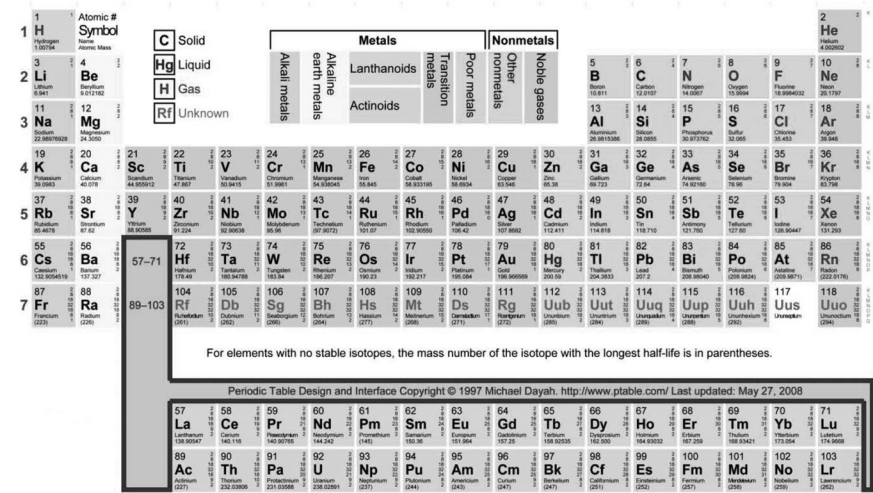 Atomic #
Symbol
Name
Atomic Mass
C Solid
Hg Liquid
H Gas
Rf Unknown
Metals
Nonmetals
Alkali metals
Alkaline earth metals
Lanthanoids
Actinoids
Transition metals
Poor metals
Other nonmetals
Noble gases
1
1 H Hydrogen 1.00794
2 He Helium 4.002602
2
3 Li Lithium 6.941
4 Be Beryllium 9.012182
5 B Boron 10.811
6 C Carbon 12.0107
7 N Nitrogen 14.0067
8 O Oxygen 15.9994
9 F Fluorine 18.9984032
10 Ne Neon 20.1797
3
11 Na Sodium 22.98976928
12 Mg Magnesium 24.3050
13 Al Aluminium 26.9815386
14 Si Silicon 28.0855
15 P Phosphorus 30.973762
16 S Sulfur 32.065
17 Cl Chlorine 35.453
18 Ar Argon 39.948
4
19 K Potassium 39.0983
20 Ca Calcium 40.078
21 Sc Scandium 44.955912
22 Ti Titanium 47.867
23 V Vanadium 50.9415
24 Cr Chromium 51.9961
25 Mn Manganese 54.938045
26 Fe Iron 55.845
27 Co Cobalt 58.933195
28 Ni Nickel 58.6934
29 Cu Copper 63.546
30 Zn Zinc 65.38
31 Ga Gallium 69.723
32 Ge Germanium 72.64
33 As Arsenic 74.92160
34 Se Selenium 78.96
35 Br Bromine 79.904
36 Kr Krypton 83.798
5
37 Rb Rubidium 85.4678
38 Sr Strontium 87.62
39 Y Yttrium 88.90585
40 Zr Zirconium 91.224
41 Nb Niobium 92.90638
42 Mo Molybdenum 95.96
43 Tc Technetium (97.9072)
44 Ru Ruthenium 101.07
45 Rh Rhodium 102.90550
46 Pd Palladium 106.42
47 Ag Silver 107.8682
48 Cd Cadmium 112.411
49 In Indium 114.818
50 Sn Tin 118.710
51 Sb Antimony 121.760
52 Te Tellurium 127.60
53 I Iodine 126.90447
54 Xe Xenon 131.293
6
55 Cs Caesium 132.9054519
56 Ba Barium 137.327
57–71
72 Hf Hafnium 178.49
73 Ta Tantalum 180.94788
74 W Tungsten 183.84
75 Re Rhenium 186.207
76 Os Osmium 190.23
77 Ir Iridium 192.217
78 Pt Platinum 195.084
79 Au Gold 196.966569
80 Hg Mercury 200.59
81 Tl Thallium 204.3833
82 Pb Lead 207.2
83 Bi Bismuth 208.98040
84 Po Polonium (208.9824)
85 At Astatine (209.9871)
86 Rn Radon (222.0176)
7
87 Fr Francium (223)
88 Ra Radium (226)
89–103
104 Rf Rutherfordium (261)
105 Db Dubnium (262)
106 Sg Seaborgium (266)
107 Bh Bohrium (264)
108 Hs Hassium (277)
109 Mt Meitnerium (268)
110 Ds Darmstadtium (271)
111 Rg Roentgenium (272)
112 Uub Ununbium (285)
113 Uut Ununtrium (284)
114 Uuq Ununquadium (289)
115 Uup Ununpentium (288)
116 Uuh Ununhexium (292)
117 Uus Ununseptium
118 Uuo Ununoctium (294)
For elements with no stable isotopes, the mass number of the isotope with the longest half-life is in parentheses.
Periodic Table Design and Interface Copyright © 1997 Michael Dayah. http://www.ptable.com/ Last updated: May 27, 2008
57 La Lanthanum 138.90547
58 Ce Cerium 140.116
59 Pr Praseodymium 140.90765
60 Nd Neodymium 144.242
61 Pm Promethium (145)
62 Sm Samarium 150.36
63 Eu Europium 151.964
64 Gd Gadolinium 157.25
65 Tb Terbium 158.92535
66 Dy Dysprosium 162.500
67 Ho Holmium 164.93032
68 Er Erbium 167.259
69 Tm Thulium 168.93421
70 Yb Ytterbium 173.054
71 Lu Lutetium 174.9668
89 Ac Actinium (227)
90 Th Thorium 232.03806
91 Pa Protactinium 231.03588
92 U Uranium 238.02891
93 Np Neptunium (237)
94 Pu Plutonium (244)
95 Am Americium (243)
96 Cm Curium (247)
97 Bk Berkelium (247)
98 Cf Californium (251)
99 Es Einsteinium (252)
100 Fm Fermium (257)
101 Md Mendelevium (258)
102 No Nobelium (259)
103 Lr Lawrencium (262)